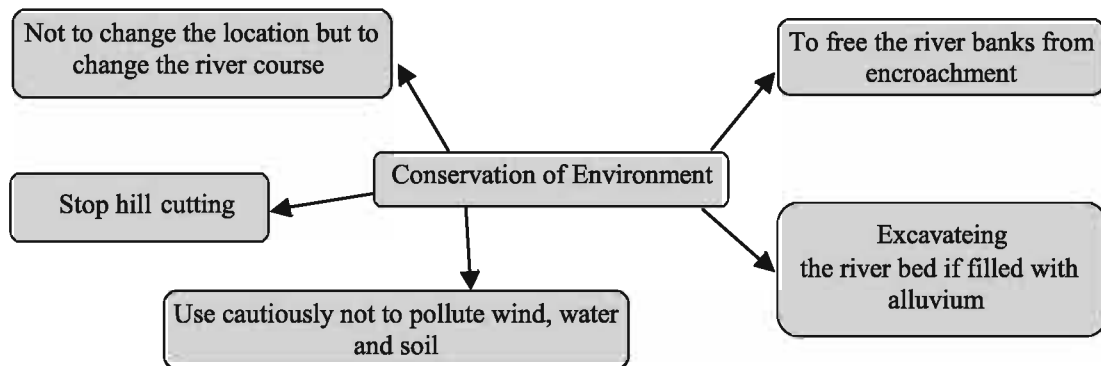 Not to change the location but to
change the river course
To free the river banks from
encroachment
Conservation of Environment
Stop hill cutting
Excavateing
the river bed if filled with
alluvium
Use cautiously not to pollute wind, water
and soil